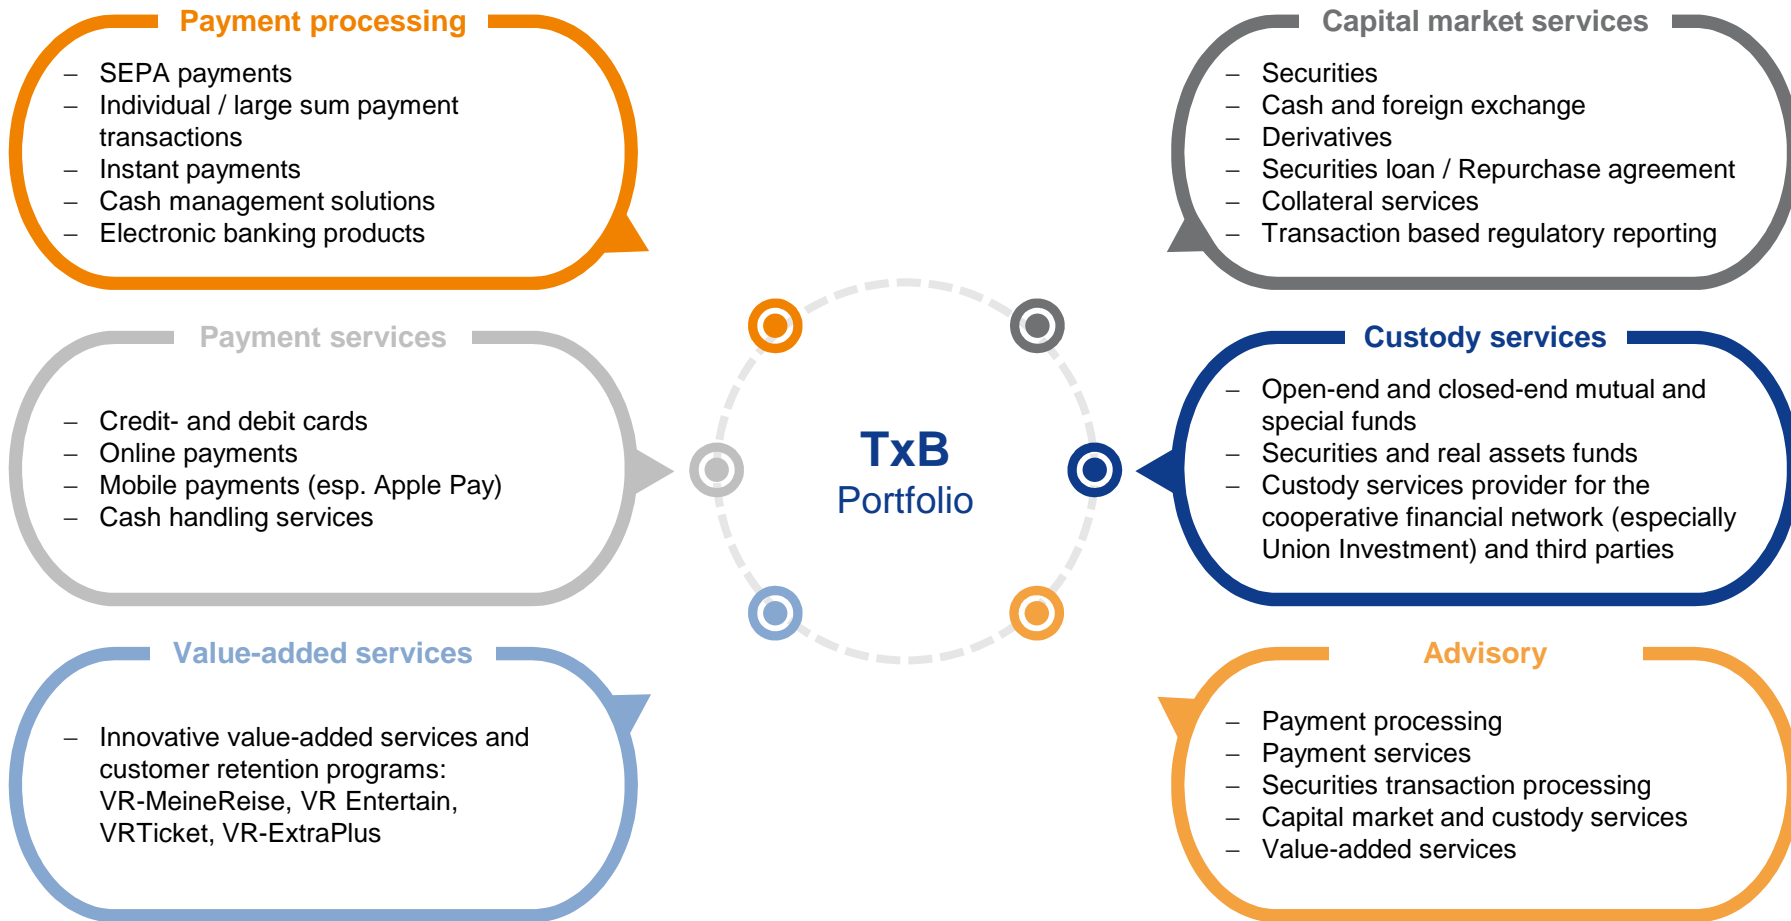 Payment processing
– SEPA payments
– Individual / large sum payment
transactions
– Instant payments
– Cash management solutions
– Electronic banking products
Payment services
– Credit- and debit cards
– Online payments
– Mobile payments (esp. Apple Pay)
– Cash handling services
Value-added services
– Innovative value-added services and
customer retention programs:
VR-MeineReise, VR Entertain,
VRTicket, VR-ExtraPlus
TxB
Portfolio
Capital market services
– Securities
– Cash and foreign exchange
– Derivatives
– Securities loan / Repurchase agreement
– Collateral services
– Transaction based regulatory reporting
Custody services
– Open-end and closed-end mutual and
special funds
– Securities and real assets funds
– Custody services provider for the
cooperative financial network (especially
Union Investment) and third parties
Advisory
– Payment processing
– Payment services
– Securities transaction processing
– Capital market and custody services
– Value-added services